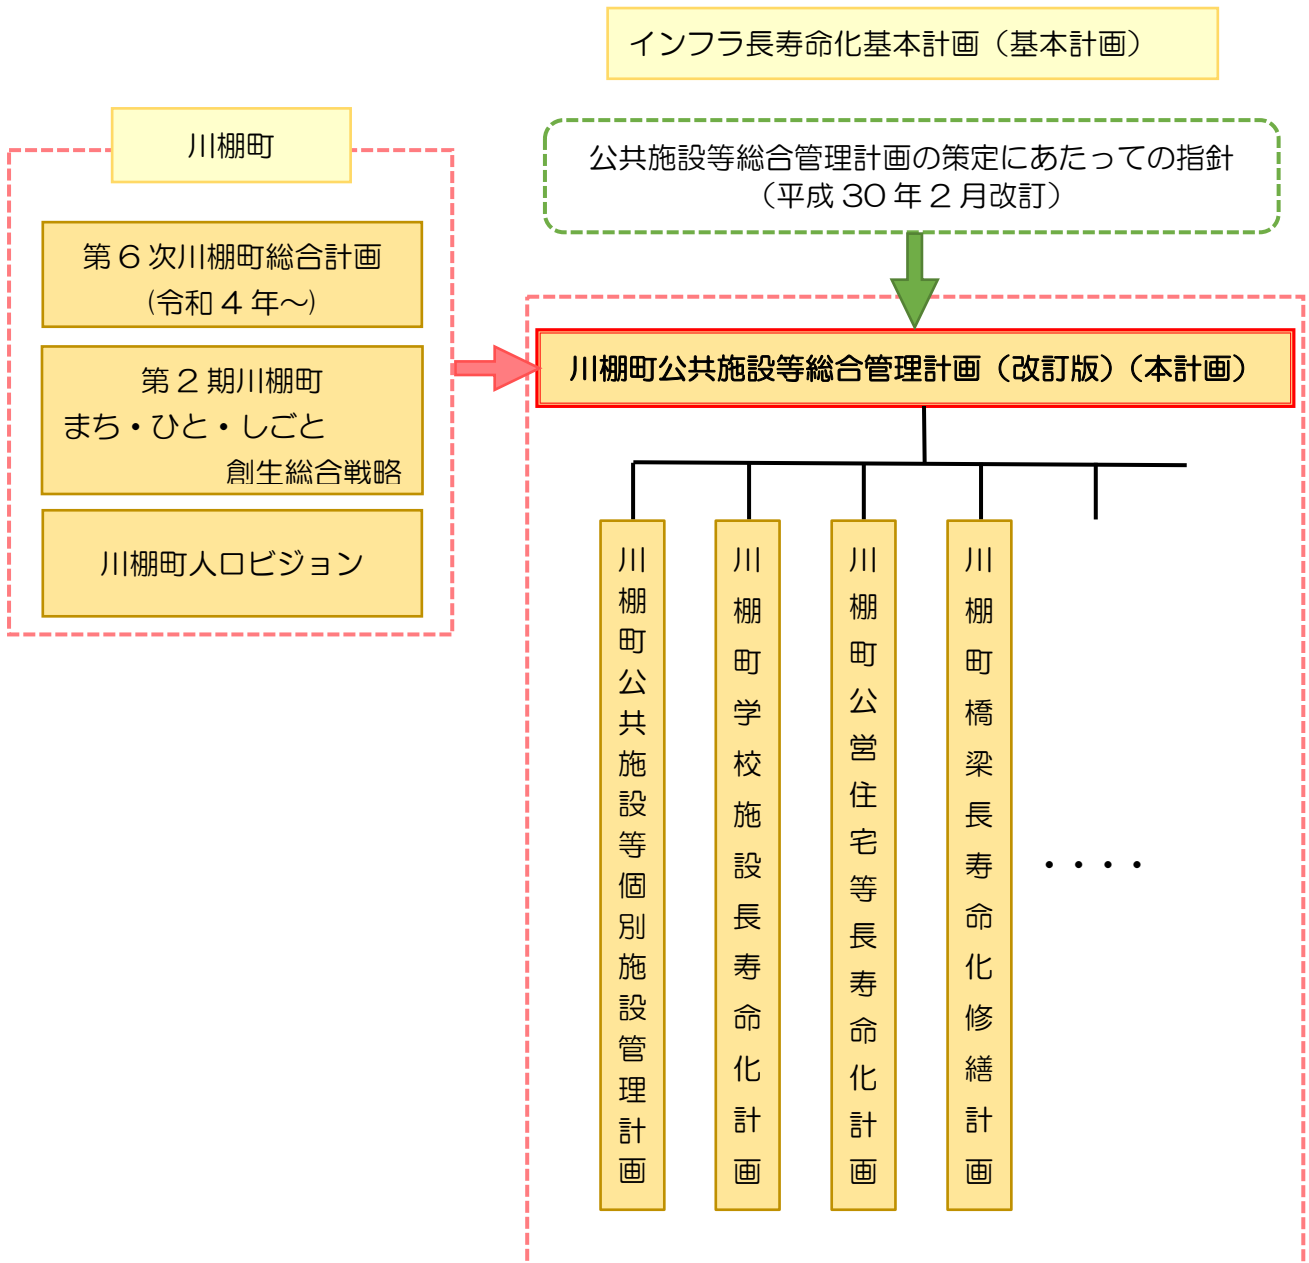 インフラ長寿命化基本計画（基本計画）
川棚町
公共施設等総合管理計画の策定にあたっての指針
（平成 30 年 2 月改訂）
第 6 次川棚町総合計画
(令和 4 年～)
第 2 期川棚町
まち・ひと・しごと
創生総合戦略
川棚町人口ビジョン
川棚町公共施設等総合管理計画（改訂版）（本計画）
川棚町公共施設等個別施設管理計画
川棚町学校施設長寿命化計画
川棚町公営住宅等長寿命化計画
川棚町橋梁長寿命化修繕計画
・・・・